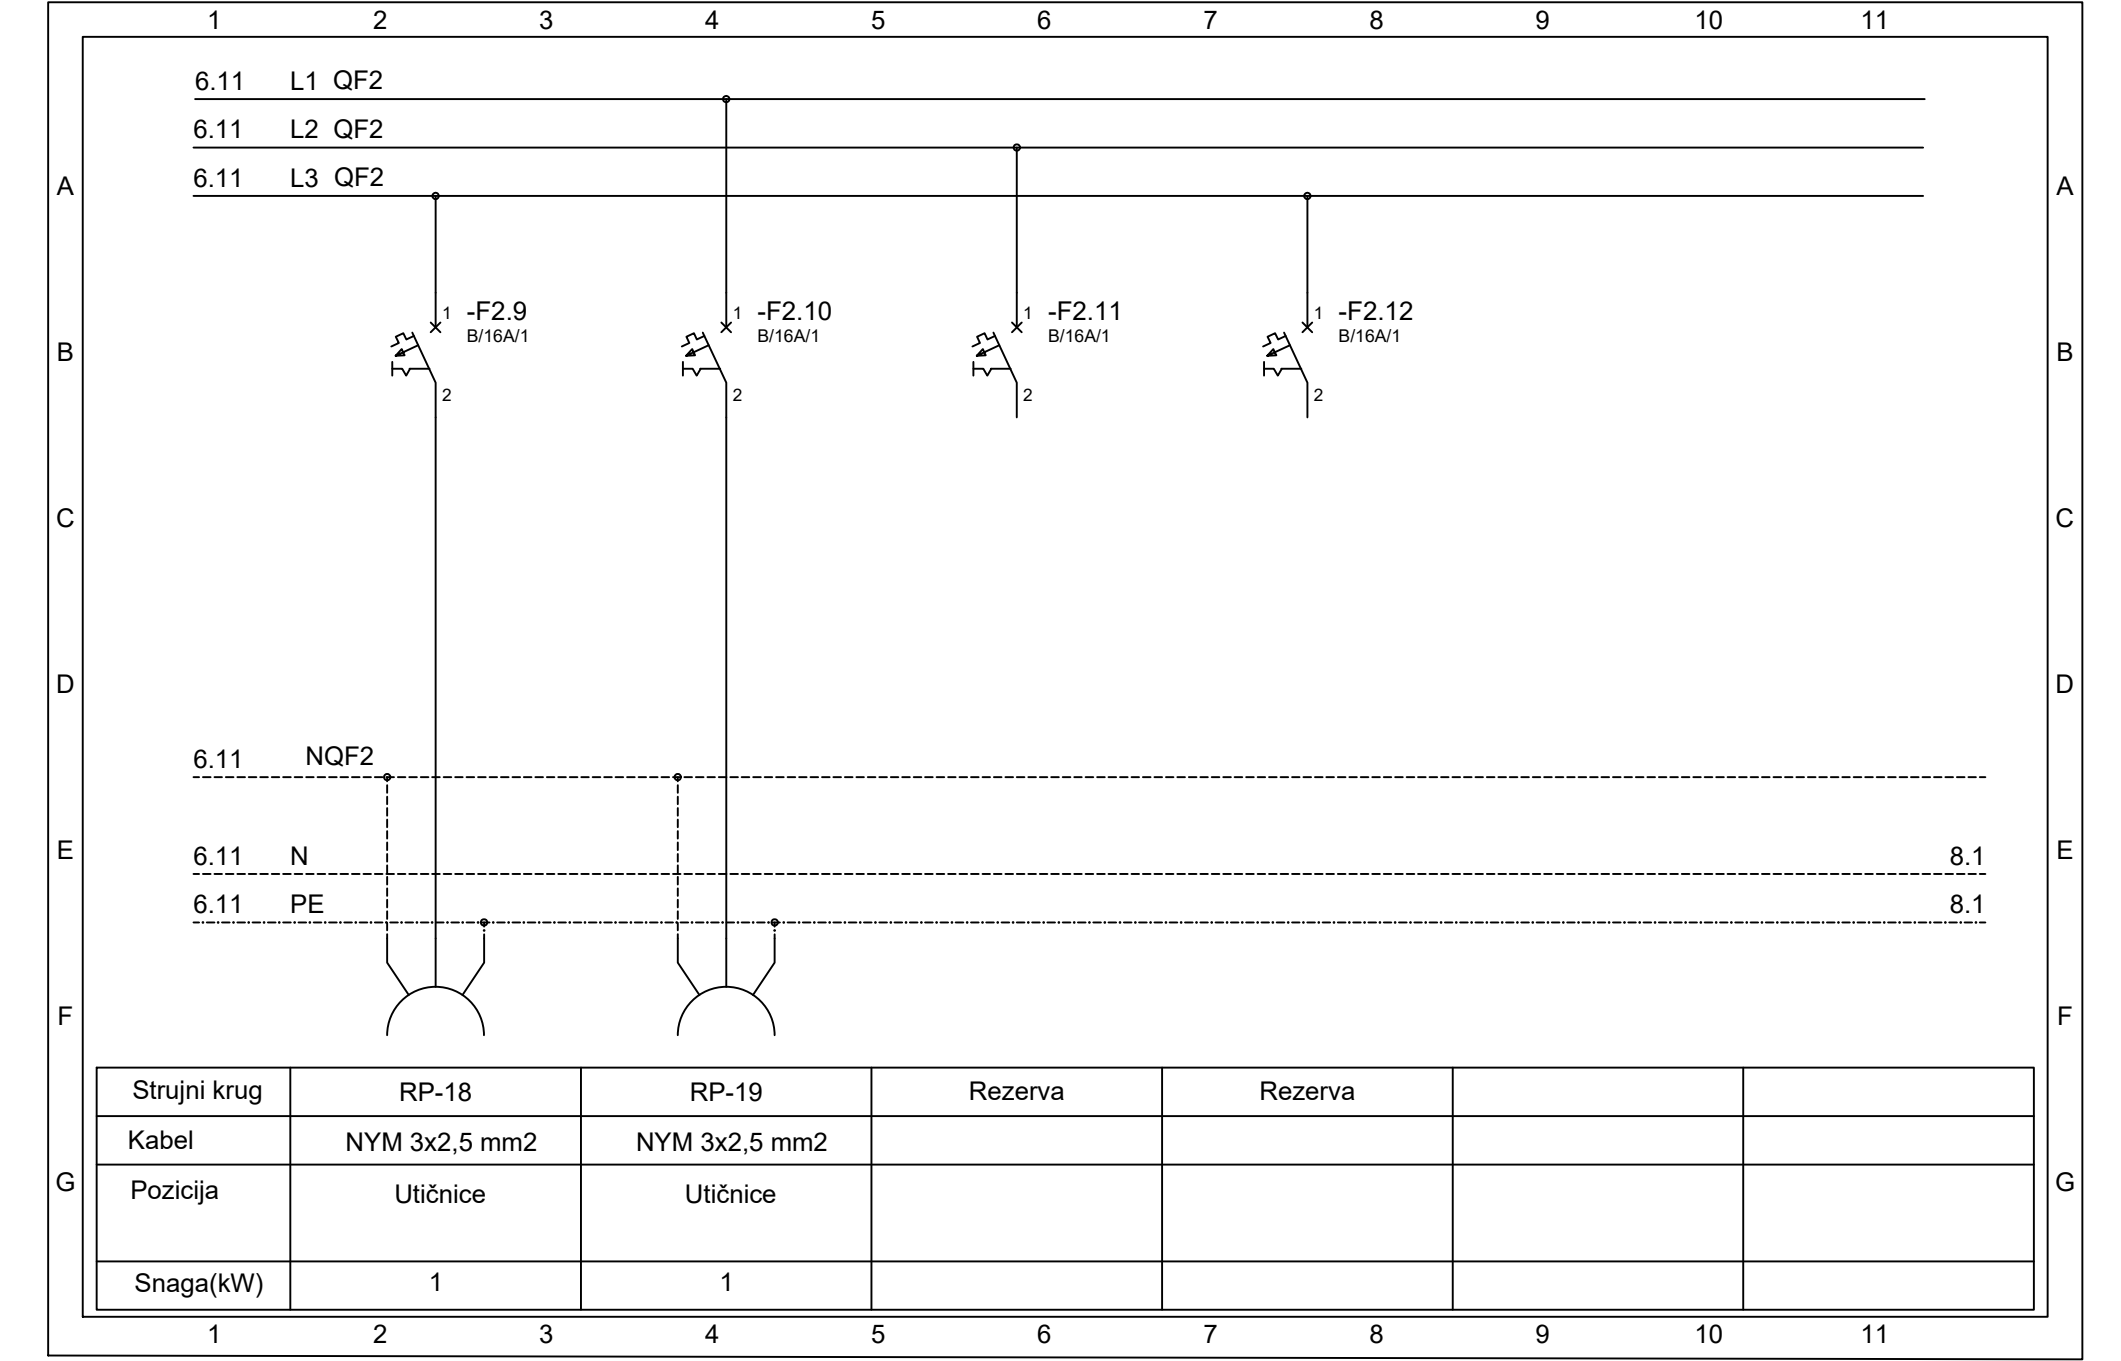 1 2 3 4 5 6 7 8 9 10 11
6.11 L1 QF2
6.11 L2 QF2
6.11 L3 QF2
A A
1 -F2.9 1 -F2.10 1 -F2.11 1 -F2.12
B/16A/1 B/16A/1 B/16A/1 B/16A/1
B B
2 2 2 2
C C
D D
6.11 NQF2
E E
6.11 N 8.1
6.11 PE 8.1
F F
Strujni krug RP-18 RP-19 Rezerva Rezerva
Kabel NYM 3x2,5 mm2 NYM 3x2,5 mm2
G G
Pozicija Utičnice Utičnice
Snaga(kW) 1 1
1 2 3 4 5 6 7 8 9 10 11